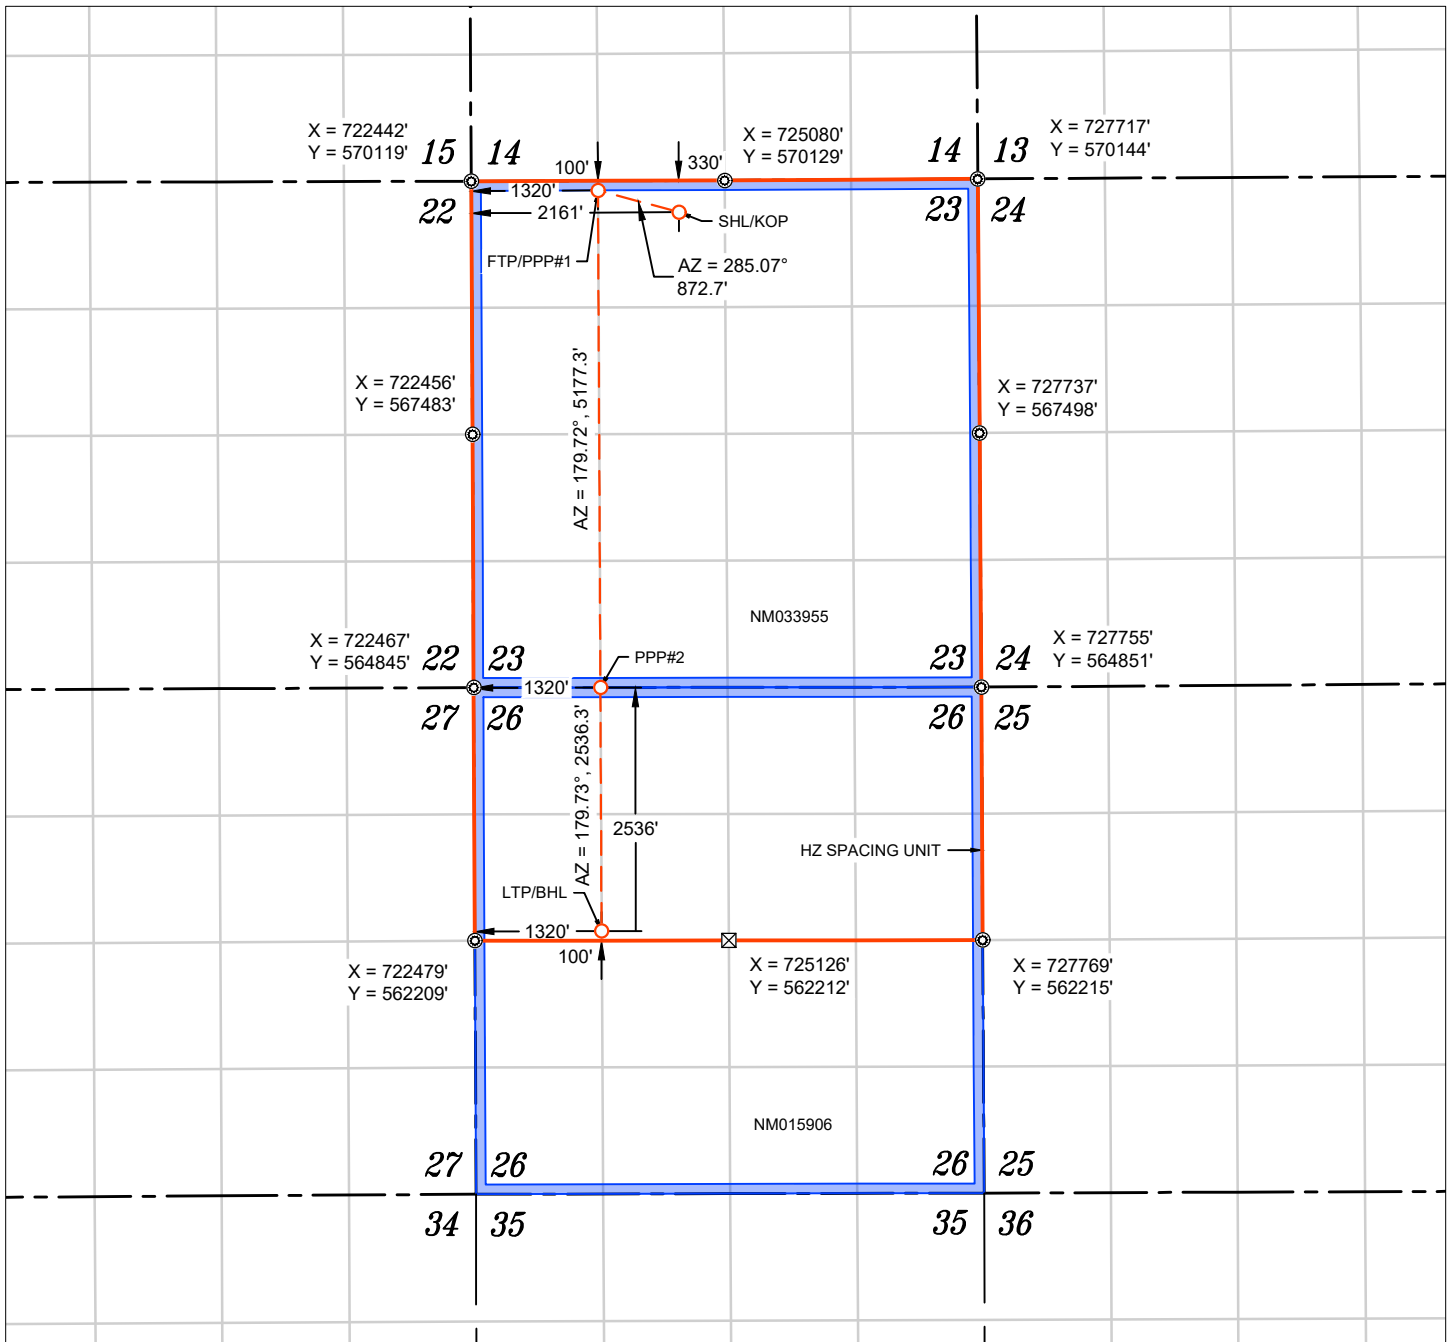 X = 722442'
Y = 570119'
15 14
100'
330'
X = 725080'
Y = 570129'
14 13
X = 727717'
Y = 570144'
22
1320'
2161'
SHL/KOP
23 24
FTP/PPP#1
AZ = 285.07°
872.7'
AZ = 179.72°, 5177.3'
X = 722456'
Y = 567483'
X = 727737'
Y = 567498'
NM033955
X = 722467'
Y = 564845'
22 23
PPP#2
23 24
X = 727755'
Y = 564851'
1320'
27 26
26 25
AZ = 179.73°, 2536.3'
2536'
HZ SPACING UNIT
LTP/BHL
1320'
100'
X = 722479'
Y = 562209'
X = 725126'
Y = 562212'
X = 727769'
Y = 562215'
NM015906
27 26
26 25
34 35
35 36